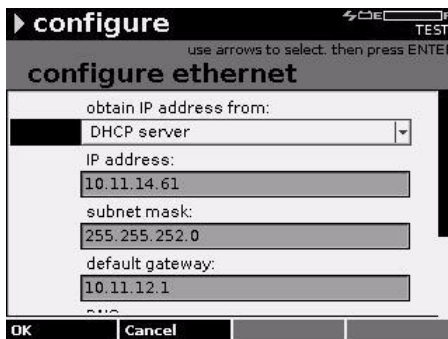 configure
E F
TEST
use arrows to select. then press ENTE
configure ethernet
obtain IP address from:
DHCP server
IP address:
10.11.14.61
subnet mask:
255.255.252.0
default gateway:
10.11.12.1
OK Cancel